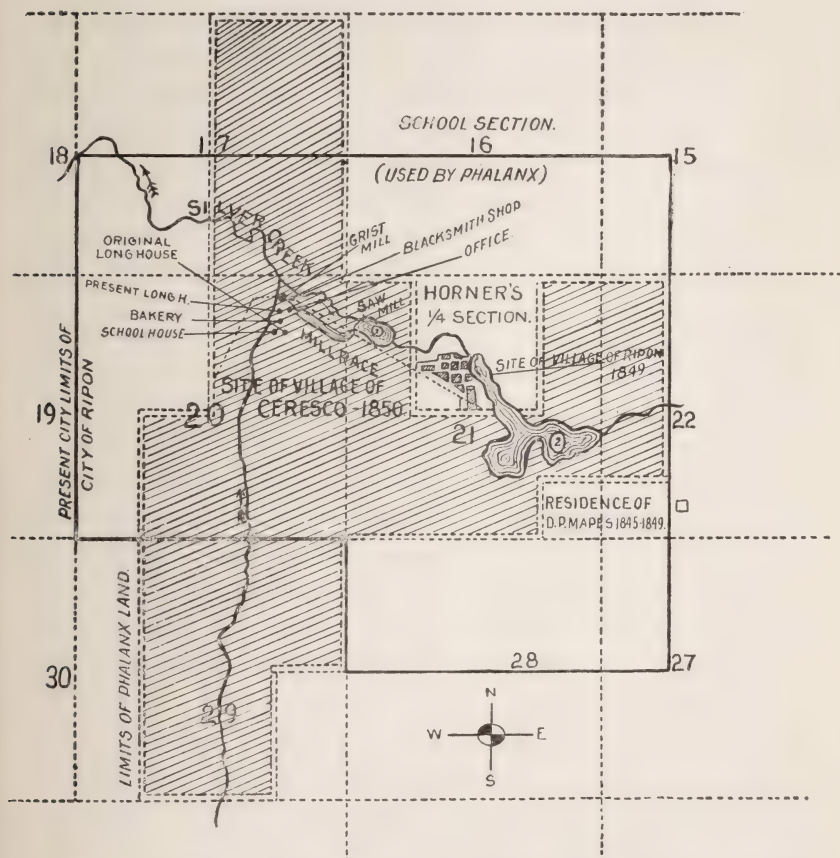 SCHOOL SECTION.
18
17
16
15
(USED BY PHALANX)
SILVER CREEK
GRIST
MILL
BLACKSMITH SHOP
OFFICE.
ORIGINAL
LONG HOUSE
PRESENT LONG H.
BAKERY
SCHOOL HOUSE
SAW MILL
MILL RACE
HORNER'S
1/4 SECTION.
SITE OF VILLAGE OF RIPON
1849
SITE OF VILLAGE OF
CERESCO - 1850
19
20
21
2
22
PRESENT CITY LIMITS OF
CITY OF RIPON
RESIDENCE OF
D.P. MAPES 1845-1849.
LIMITS OF PHALANX LAND.
30
29
28
27
N
W
E
S